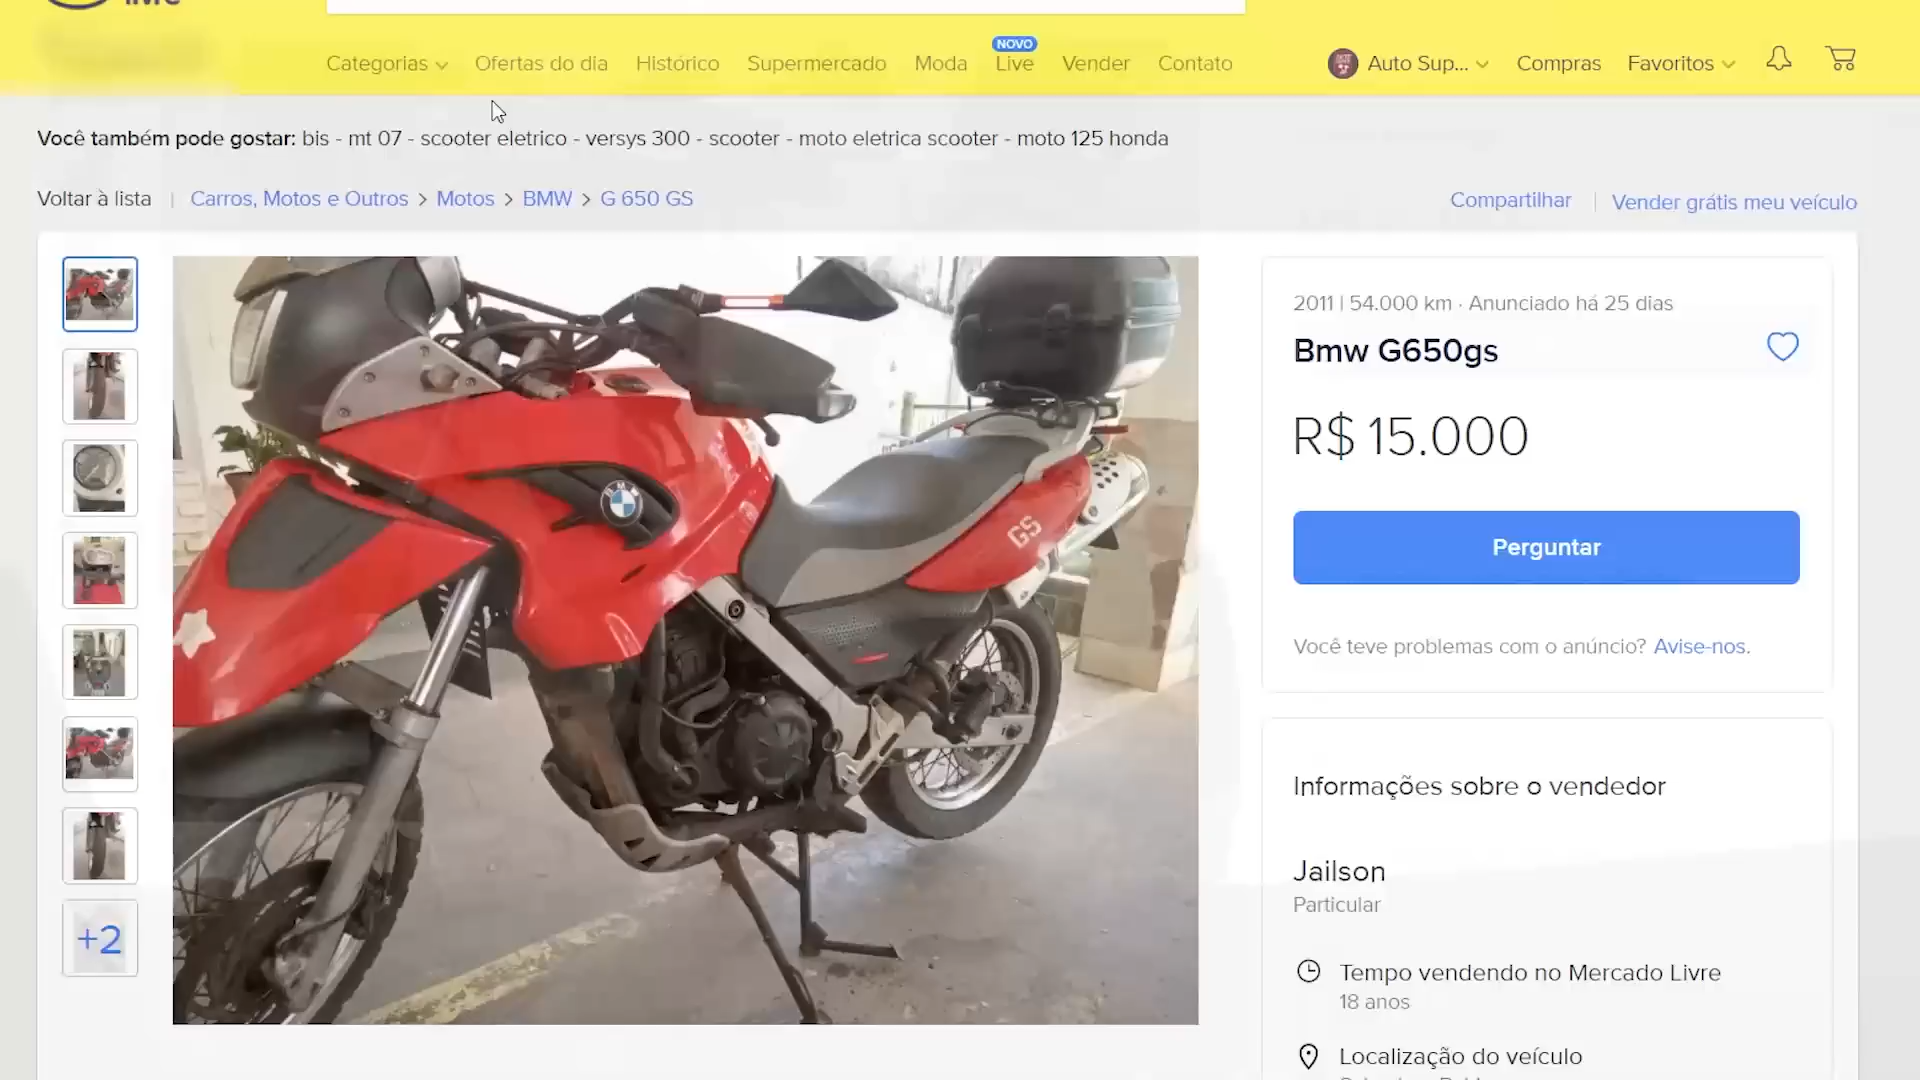 Categorias
Ofertas do dia
Histórico
Supermercado
Moda
NOVO
Live
Vender
Contato
Auto Sup...
Compras
Favoritos
Você também pode gostar: bis - mt 07 - scooter eletrico - versys 300 - scooter - moto eletrica scooter - moto 125 honda
Voltar à lista | Carros, Motos e Outros > Motos > BMW > G 650 GS
Compartilhar | Vender grátis meu veículo
2011 | 54.000 km · Anunciado há 25 dias
Bmw G650gs
R$ 15.000
Perguntar
Você teve problemas com o anúncio? Avise-nos.
BMW
GS
+2
Informações sobre o vendedor
Jailson
Particular
Tempo vendendo no Mercado Livre
18 anos
Localização do veículo